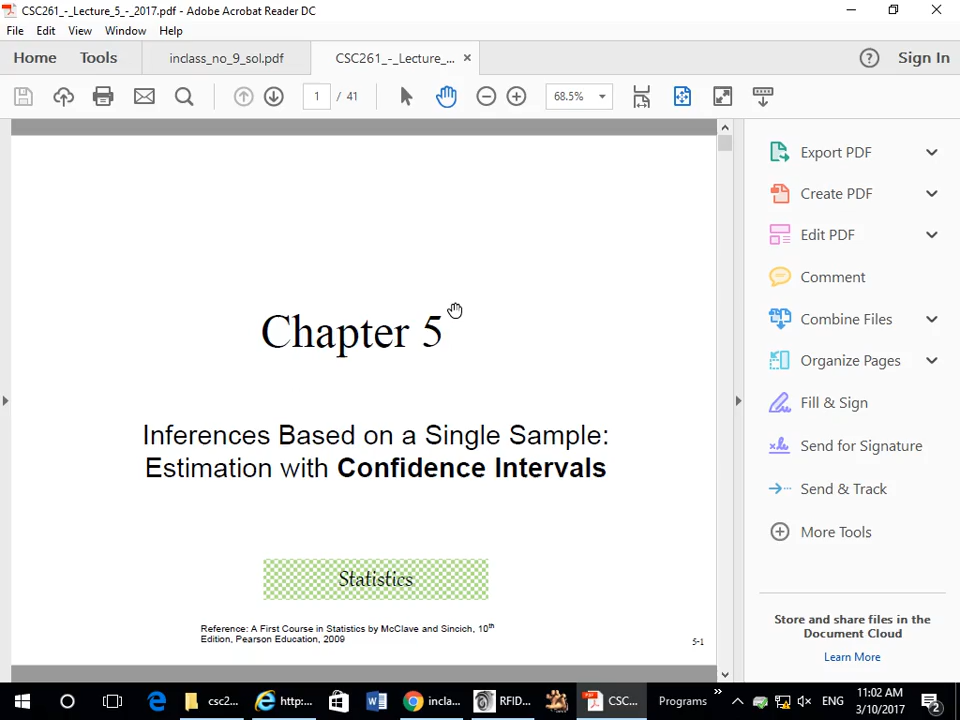 CSC261_-_Lecture_5_-_2017.pdf - Adobe Acrobat Reader DC
File Edit View Window Help
Home Tools inclass_no_9_sol.pdf CSC261_-_Lecture_... × ? Sign In
1 / 41 68.5%
Export PDF
Create PDF
Edit PDF
Comment
Combine Files
Organize Pages
Fill & Sign
Send for Signature
Send & Track
More Tools
Store and share files in the
Document Cloud
Learn More
Chapter 5
Inferences Based on a Single Sample:
Estimation with Confidence Intervals
Statistics
Reference: A First Course in Statistics by McClave and Sincich, 10th
Edition, Pearson Education, 2009
5-1
csc2... http:... incla... RFID... CSC... Programs » ENG
11:02 AM
3/10/2017
2